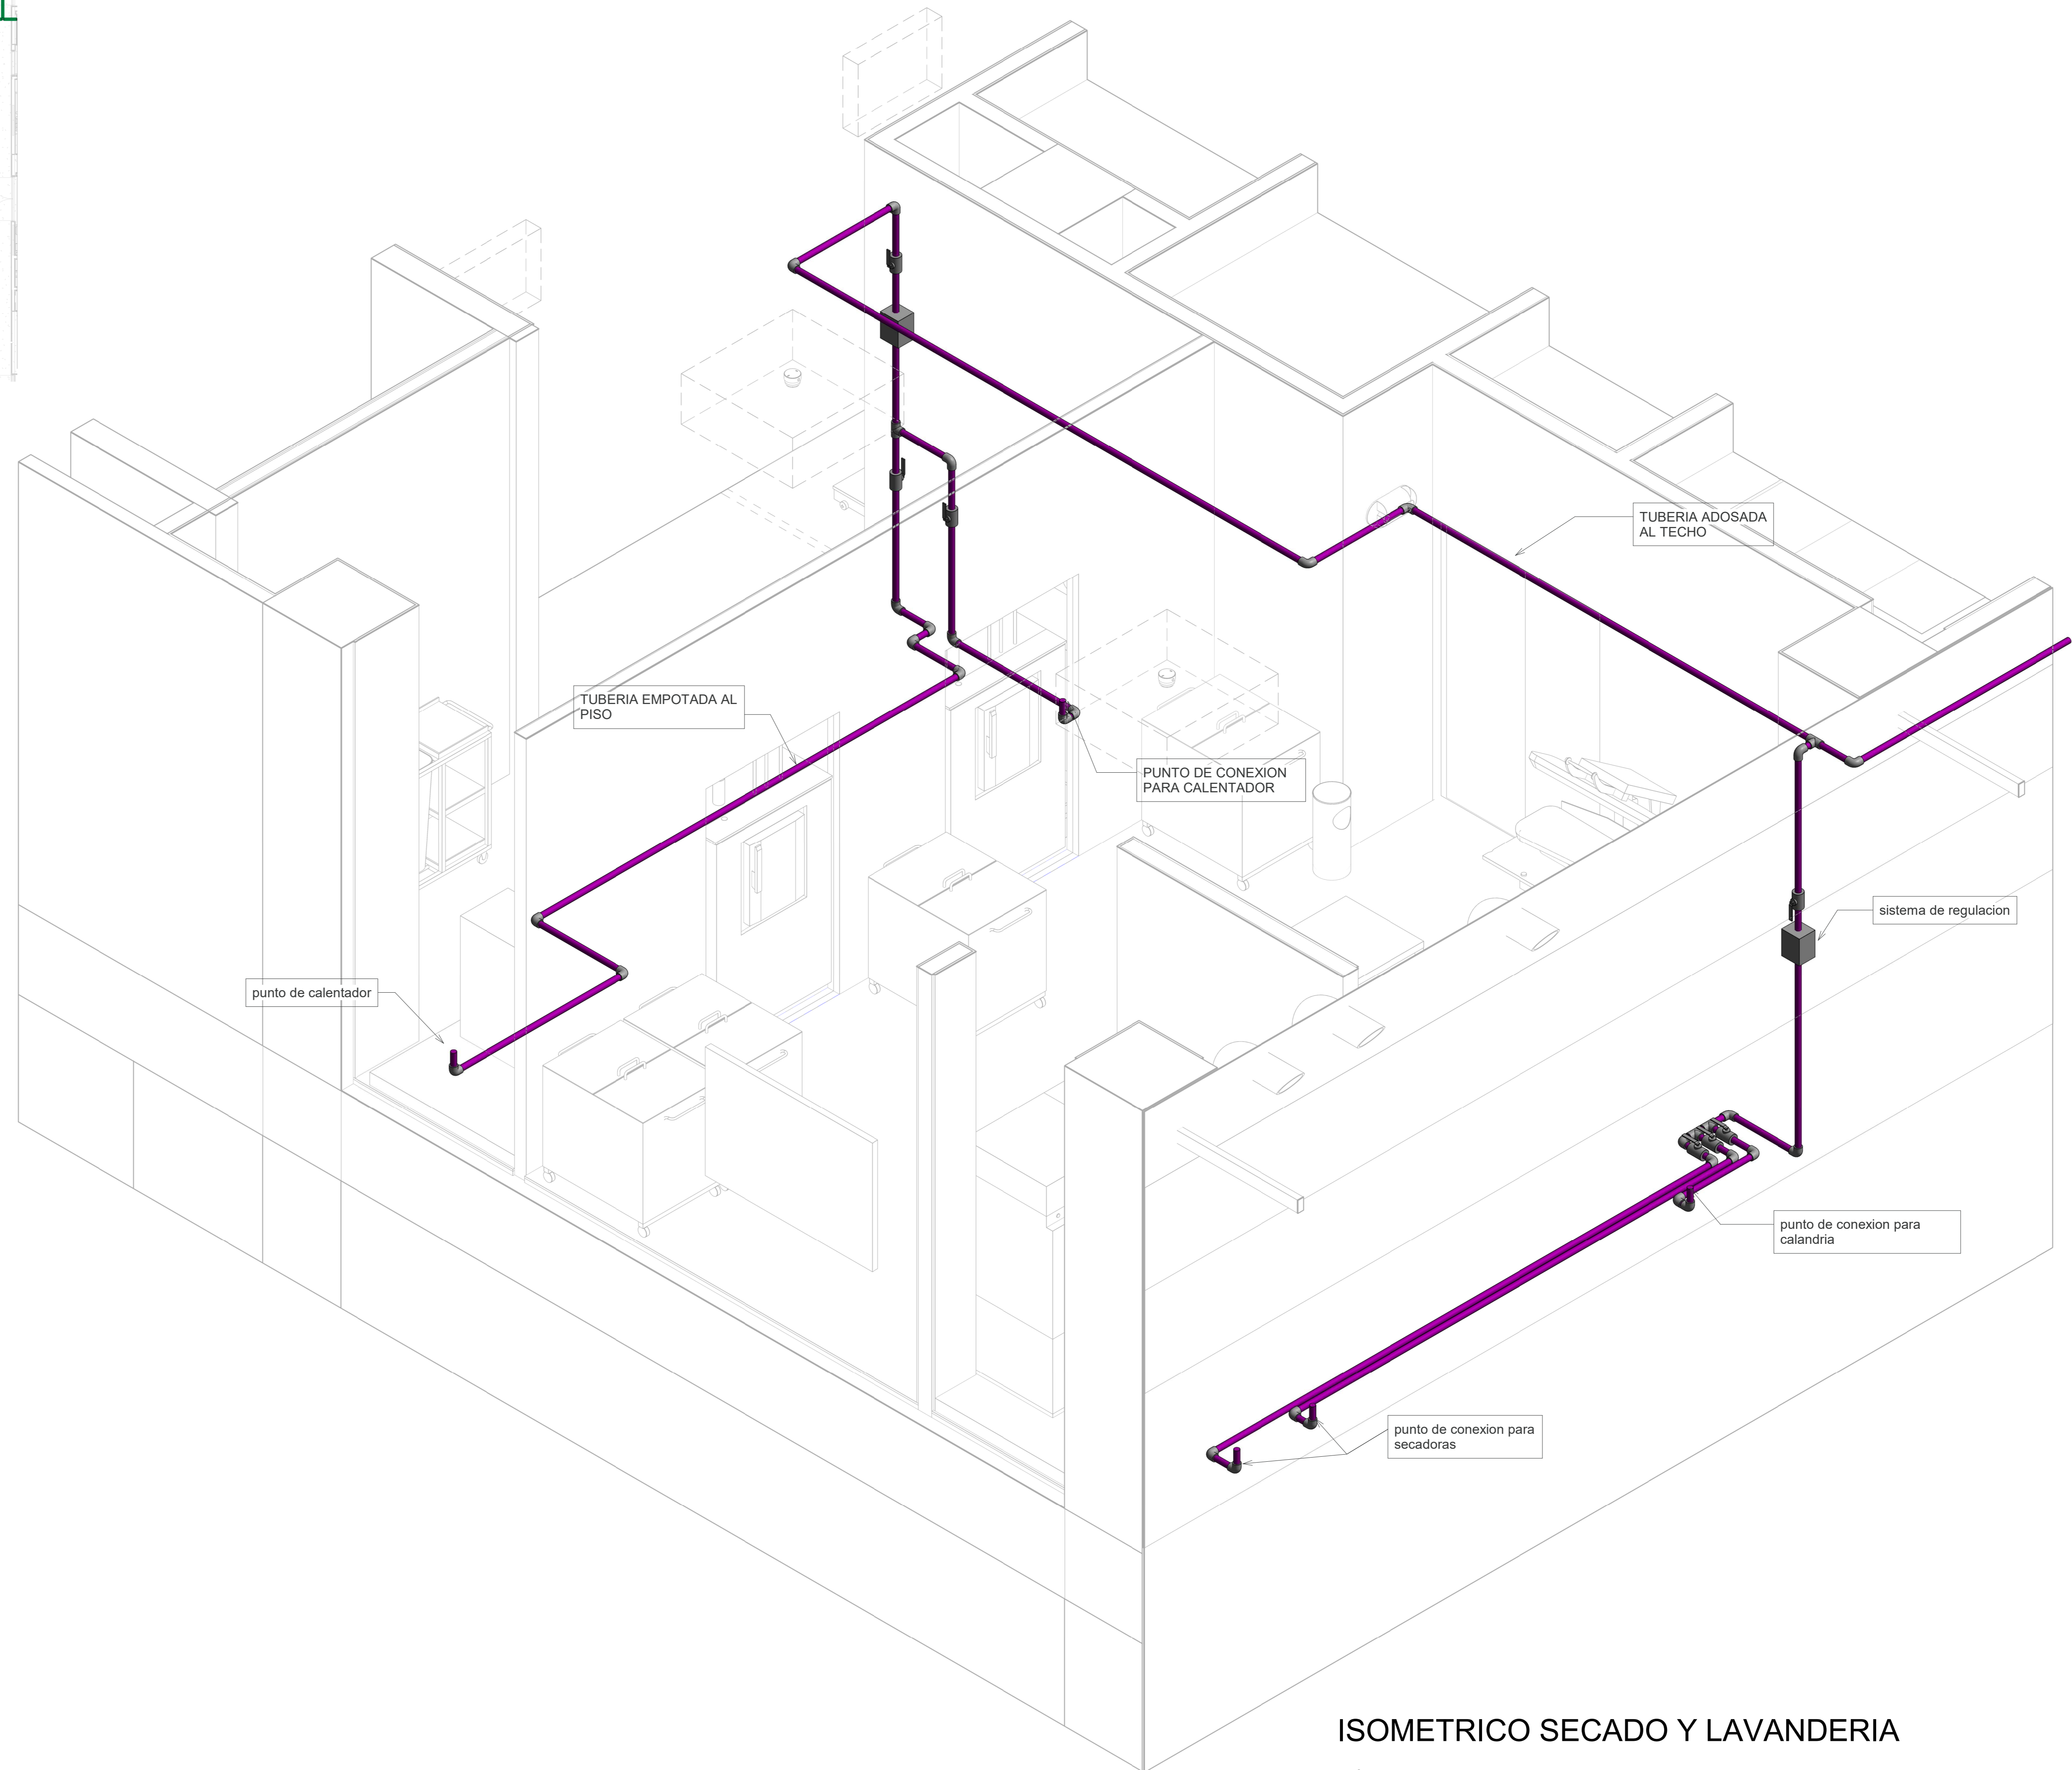 TUBERIA ADOSADA
AL TECHO
TUBERIA EMPOTADA AL
PISO
PUNTO DE CONEXION
PARA CALENTADOR
sistema de regulacion
punto de calentador
punto de conexion para
calandria
punto de conexion para
secadoras
ISOMETRICO SECADO Y LAVANDERIA